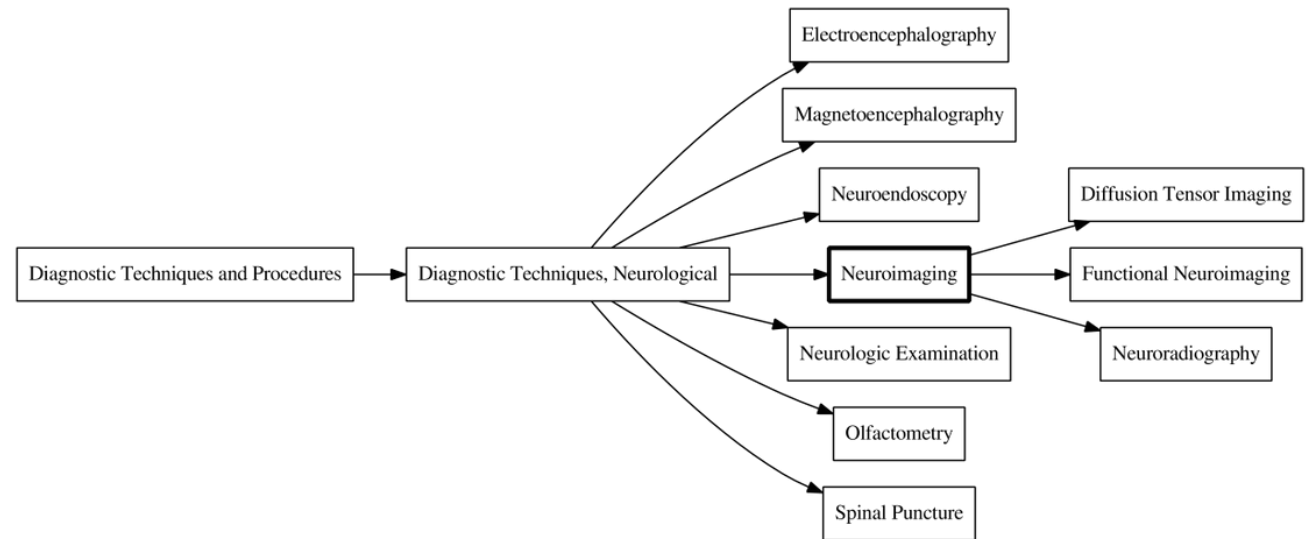 Electroencephalography
Magnetoencephalography
Neuroendoscopy
Diffusion Tensor Imaging
Diagnostic Techniques and Procedures
Diagnostic Techniques, Neurological
Neuroimaging
Functional Neuroimaging
Neurologic Examination
Neuroradiography
Olfactometry
Spinal Puncture